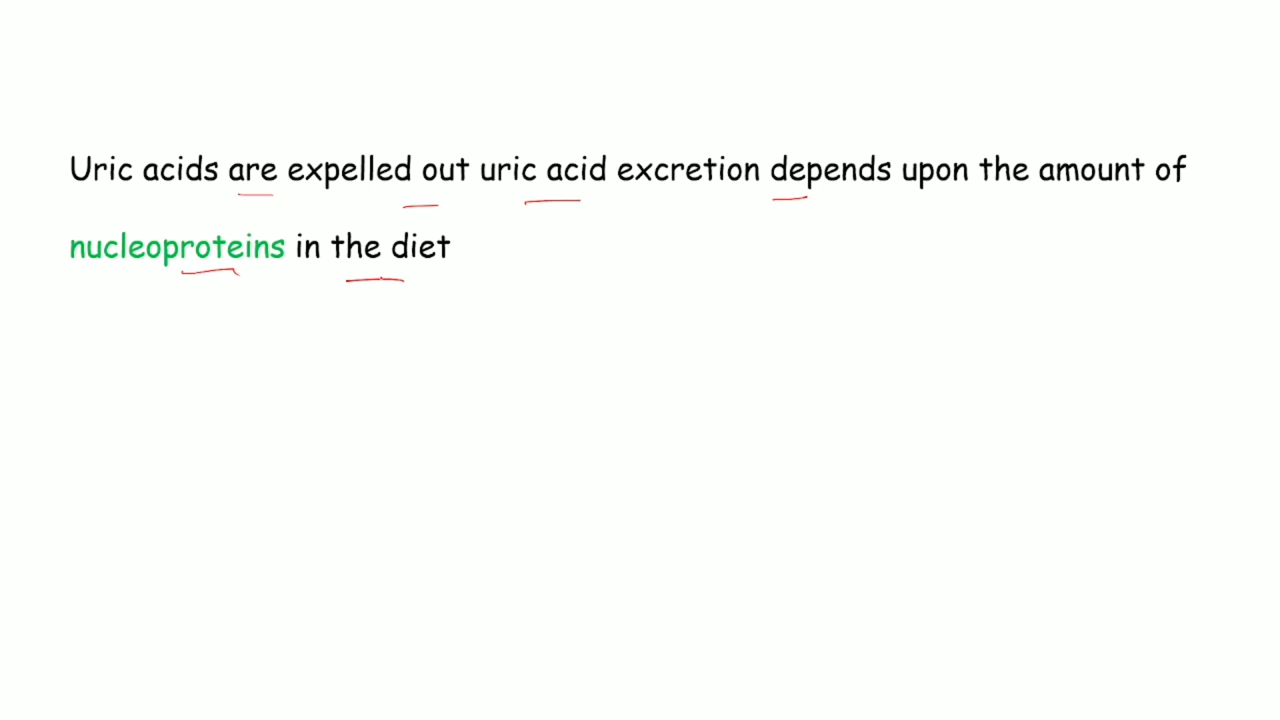 Uric acids are expelled out uric acid excretion depends upon the amount of
nucleoproteins in the diet